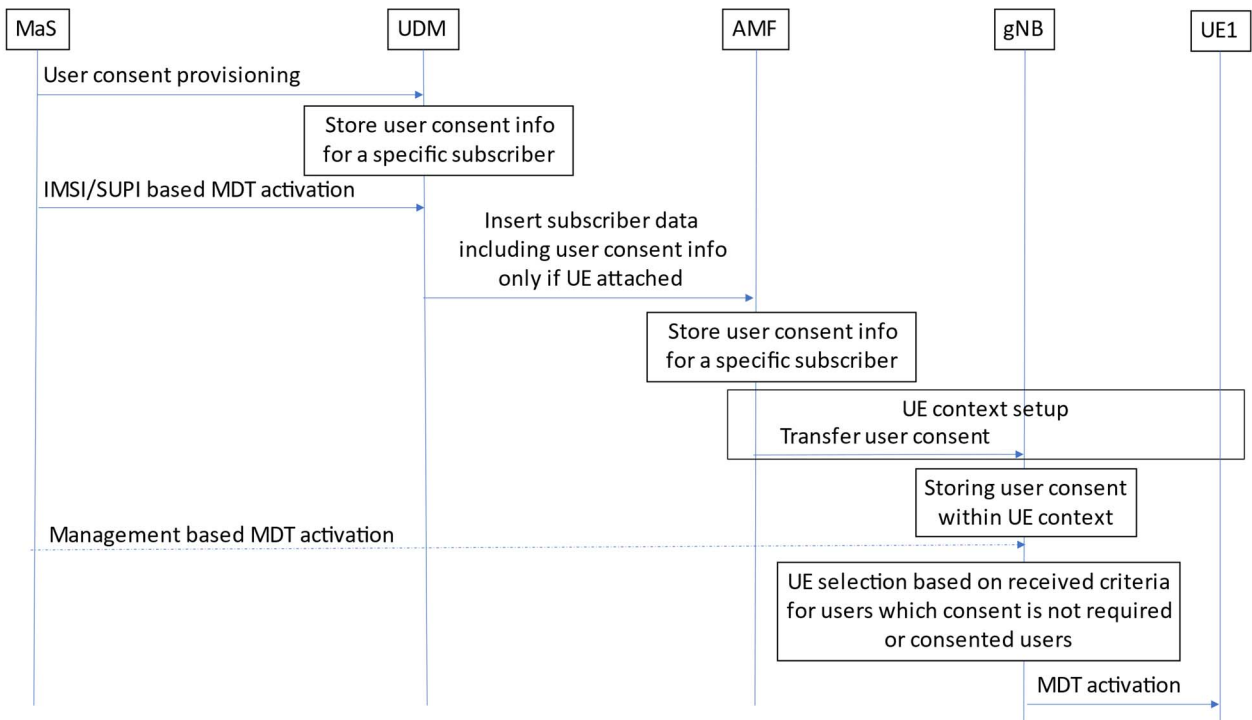 MaS
UDM
AMF
gNB
UE1
User consent provisioning
Store user consent info
for a specific subscriber
IMSI/SUPI based MDT activation
Insert subscriber data
including user consent info
only if UE attached
Store user consent info
for a specific subscriber
UE context setup
Transfer user consent
Storing user consent
within UE context
Management based MDT activation
UE selection based on received criteria
for users which consent is not required
or consented users
MDT activation